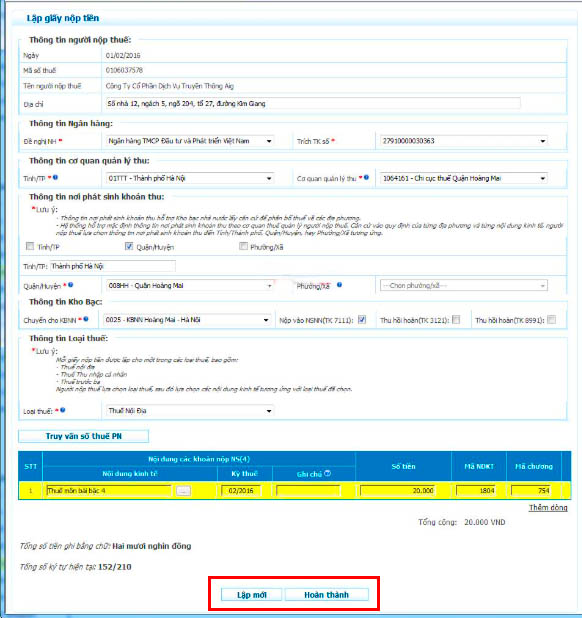 Lập giấy nộp tiền
Thông tin người nộp thuế:
Ngày 01/02/2016
Mã số thuế 0106037578
Tên người nộp thuế Công Ty Cổ Phần Dịch Vụ Truyền Thông Aig
Địa chỉ Số nhà 12, ngách 5, ngõ 204, tổ 27, đường Kim Giang
Thông tin Ngân hàng:
Đề nghị NH * Ngân hàng TMCP Đầu tư và Phát triển Việt Nam Trích TK số * 27910000030363
Thông tin cơ quan quản lý thu:
Tỉnh/TP * 01TTT - Thành phố Hà Nội Cơ quan quản lý thu * 1064161 - Chi cục thuế Quận Hoàng Mai
Thông tin nơi phát sinh khoản thu:
*Lưu ý:
- Thông tin nơi phát sinh khoản thu hỗ trợ Kho bạc nhà nước lấy căn cứ để phân bổ thuế về các địa phương.
- Hệ thống hỗ trợ mặc định thông tin nơi phát sinh khoản thu theo cơ quan thuế quản lý người nộp thuế. Căn cứ vào quy định của từng địa phương và từng nội dung kinh tế. người
nộp thuế lựa chọn thông tin nơi phát sinh khoản thu đến Tỉnh/Thành phố, Quận/Huyện, hay Phường/Xã tương ứng.
Tỉnh/TP Quận/Huyện Phường/Xã
Tỉnh/TP: Thành phố Hà Nội
Quận/Huyện * 008HH - Quận Hoàng Mai Phường/Xã --Chọn phường/xã--
Thông tin Kho Bạc:
Chuyển cho KBNN * 0025 - KBNN Hoàng Mai - Hà Nội Nộp vào NSNN(TK 7111): Thu hồi hoàn(TK 3121): Thu hồi hoàn(TK 8991):
Thông tin Loại thuế:
*Lưu ý:
Mỗi giấy nộp tiền được lập cho một trong các loại thuế, bao gồm:
- Thuế nội địa
- Thuế Thu nhập cá nhân
- Thuế trước bạ
Người nộp thuế lựa chọn loại thuế, sau đó lựa chọn các nội dung kinh tế tương ứng với loại thuế đã chọn.
Loại thuế: * Thuế Nội Địa
Truy vấn số thuế PN
STT Nội dung các khoản nộp NS(4) Số tiền Mã NDKT Mã chương
Nội dung kinh tế Kỳ thuế Ghi chú
1 Thuế môn bài bậc 4 ... 02/2016 20.000 1804 754
Thêm dòng
Tổng cộng: 20.000 VND
Tổng số tiền ghi bằng chữ: Hai mươi nghìn đồng
Tổng số ký tự hiện tại: 152/210
Lập mới Hoàn thành